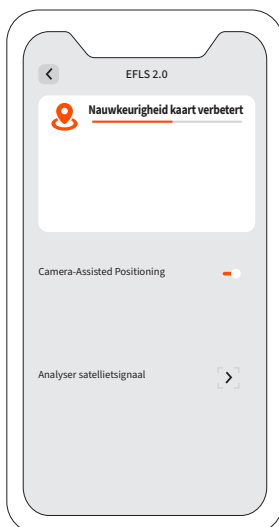 EFLS 2.0
Nauwkeurigheid kaart verbetert
Camera-Assisted Positioning
Analyser satellietsignaal